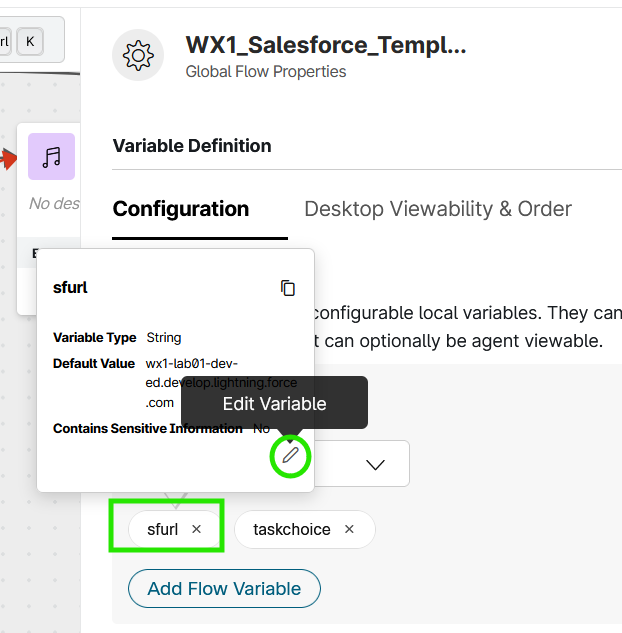 rl K
WX1_Salesforce_Templ...
Global Flow Properties
Variable Definition
No des
Configuration Desktop Viewability & Order
E
sfurl
configurable local variables. They can
t can optionally be agent viewable.
Variable Type String
Default Value wx1-lab01-dev-
ed.develop.lightning.force
.com
Edit Variable
Contains Sensitive Information No
sfurl ×
taskchoice ×
Add Flow Variable